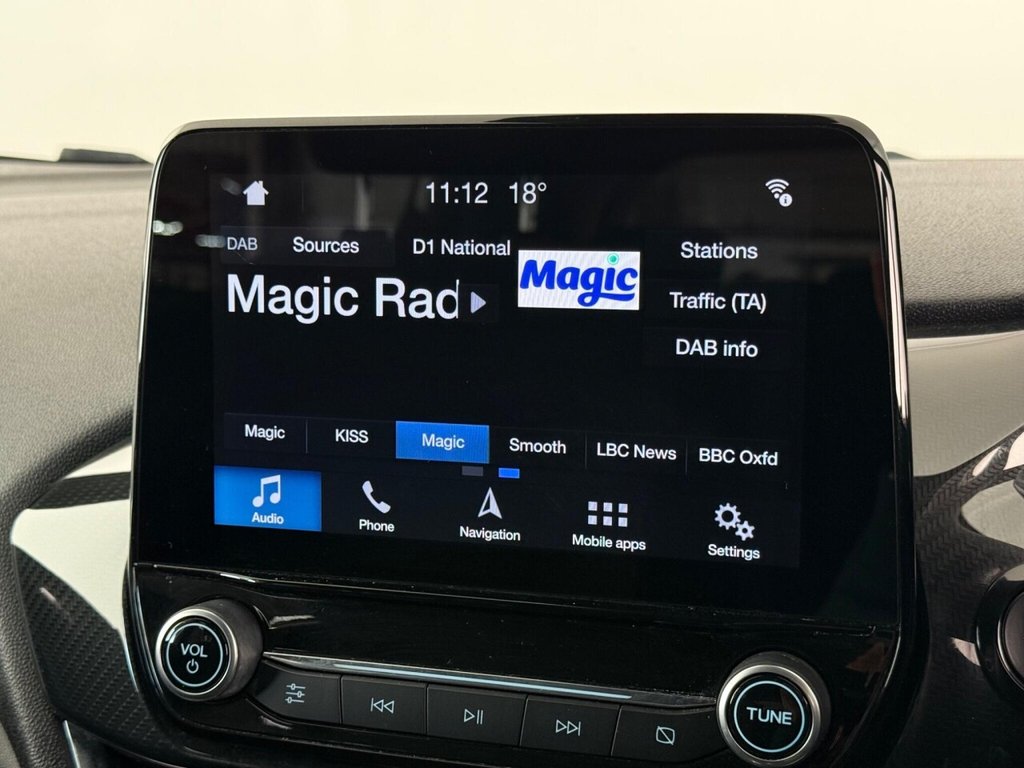 11:12 18°
DAB Sources D1 National Stations
Magic Rad
Magic
Traffic (TA)
DAB info
Magic KISS Magic Smooth LBC News BBC Oxfd
Audio Phone Navigation Mobile apps Settings
VOL
TUNE